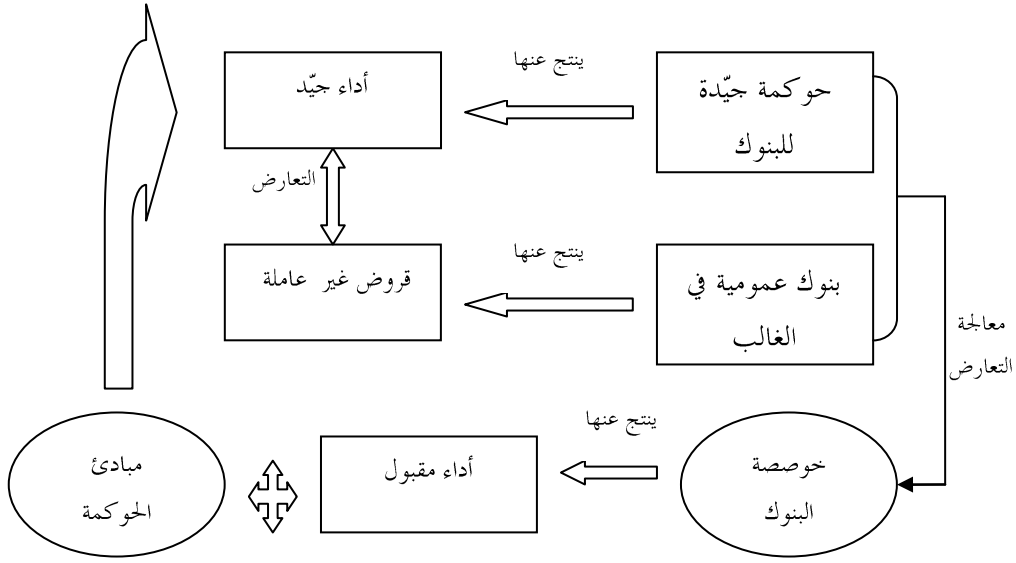 حوكمة جيّدة
للبنوك
ينتج عنها
أداء جيّد
التعارض
بنوك عمومية في
الغالب
ينتج عنها
قروض غير عاملة
معالجة
التعارض
خوصصة
البنوك
ينتج عنها
أداء مقبول
مبادئ
الحوكمة